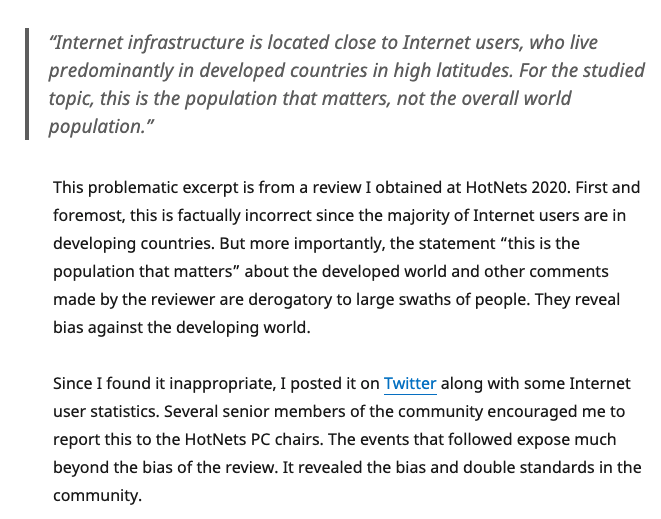 “Internet infrastructure is located close to Internet users, who live
predominantly in developed countries in high latitudes. For the studied
topic, this is the population that matters, not the overall world
population.”
This problematic excerpt is from a review I obtained at HotNets 2020. First and
foremost, this is factually incorrect since the majority of Internet users are in
developing countries. But more importantly, the statement “this is the
population that matters” about the developed world and other comments
made by the reviewer are derogatory to large swaths of people. They reveal
bias against the developing world.
Since I found it inappropriate, I posted it on Twitter along with some Internet
user statistics. Several senior members of the community encouraged me to
report this to the HotNets PC chairs. The events that followed expose much
beyond the bias of the review. It revealed the bias and double standards in the
community.